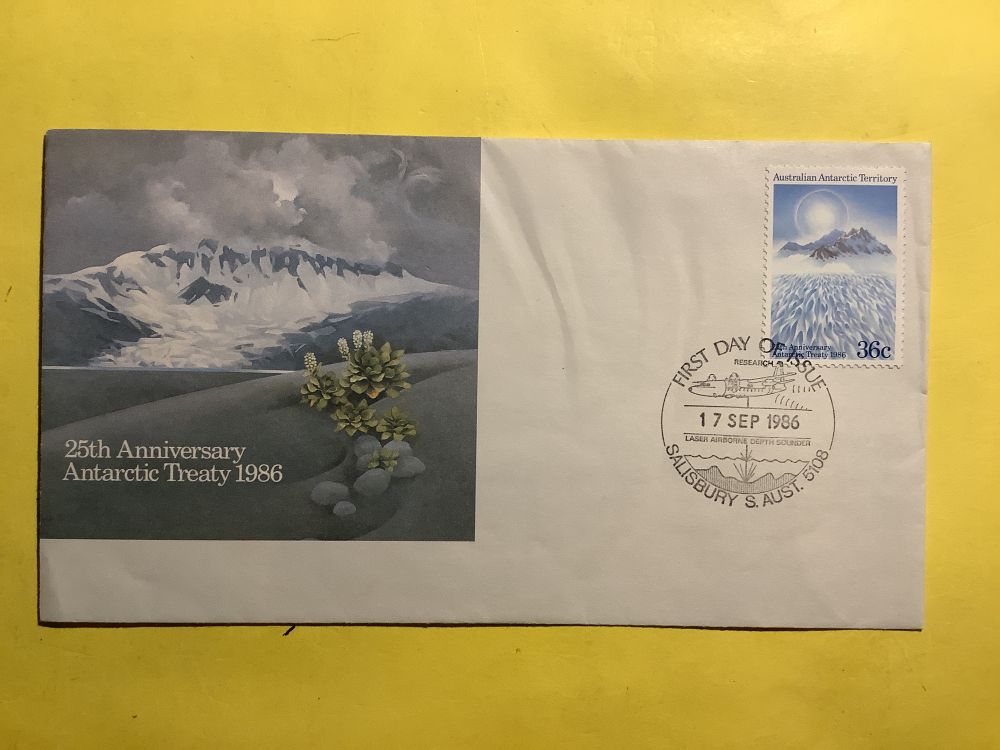 25th Anniversary
Antarctic Treaty 1986
Australian Antarctic Territory
25th Anniversary
Antarctic Treaty 1986
36c
FIRST DAY OF ISSUE
RESEARCH
17 SEP 1986
LASER AIRBORNE DEPTH SOUNDER
SALISBURY S. AUST. 5108